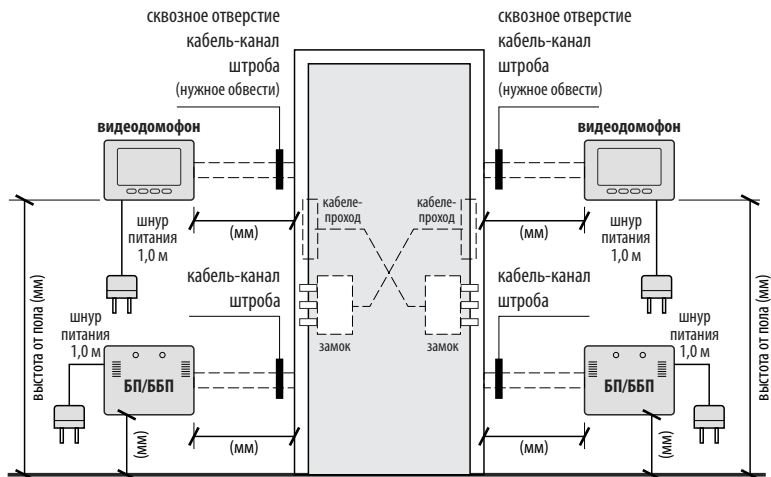 сквозное отверстие
кабель-канал
штроба
(нужное обвести)
видеодомофон
шнур
питания
1,0 м
(мм)
выстота от пола (мм)
кабель-канал
штроба
шнур
питания
1,0 м
БП/ББП
(мм)
(мм)
кабеле-
проход
замок
кабеле-
проход
замок
сквозное отверстие
кабель-канал
штроба
(нужное обвести)
видеодомофон
(мм)
шнур
питания
1,0 м
выстота от пола (мм)
кабель-канал
штроба
шнур
питания
1,0 м
БП/ББП
(мм)
(мм)